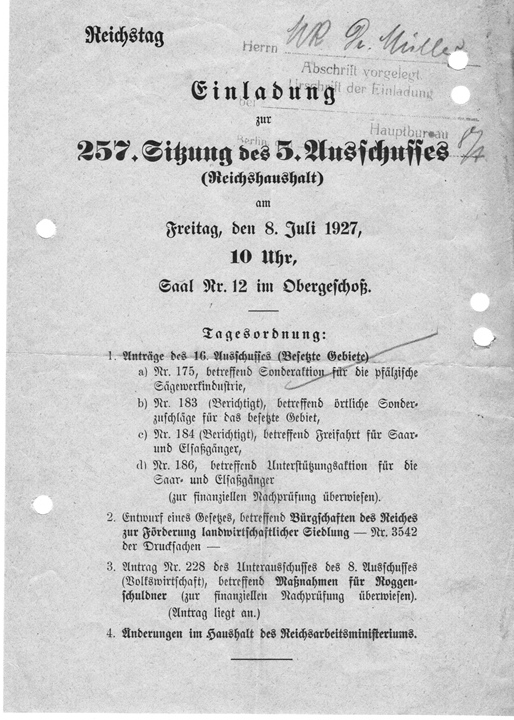 Reichstag
Herrn MR Dr. Müller
Abschrift vorgelegt.
Urschrift der Einladung
bei
Hauptbureau
Berlin
Einladung
zur
257. Sitzung des 5. Ausschusses
(Reichshaushalt)
am
Freitag, den 8. Juli 1927,
10 Uhr,
Saal Nr. 12 im Obergeschoß.
Tagesordnung:
1. Anträge des 16. Ausschusses (Besetzte Gebiete)
a) Nr. 175, betreffend Sonderaktion für die pfälzische
Sägewerkindustrie,
b) Nr. 183 (Berichtigt), betreffend örtliche Sonder-
zuschläge für das besetzte Gebiet,
c) Nr. 184 (Berichtigt), betreffend Freifahrt für Saar-
und Elsaßgänger,
d) Nr. 186, betreffend Unterstützungsaktion für die
Saar- und Elsaßgänger
(zur finanziellen Nachprüfung überwiesen).
2. Entwurf eines Gesetzes, betreffend Bürgschaften des Reiches
zur Förderung landwirtschaftlicher Siedlung — Nr. 3542
der Drucksachen —
3. Antrag Nr. 228 des Unterausschusses des 8. Ausschusses
(Volkswirtschaft), betreffend Maßnahmen für Roggen-
schuldner (zur finanziellen Nachprüfung überwiesen).
(Antrag liegt an.)
4. Änderungen im Haushalt des Reichsarbeitsministeriums.